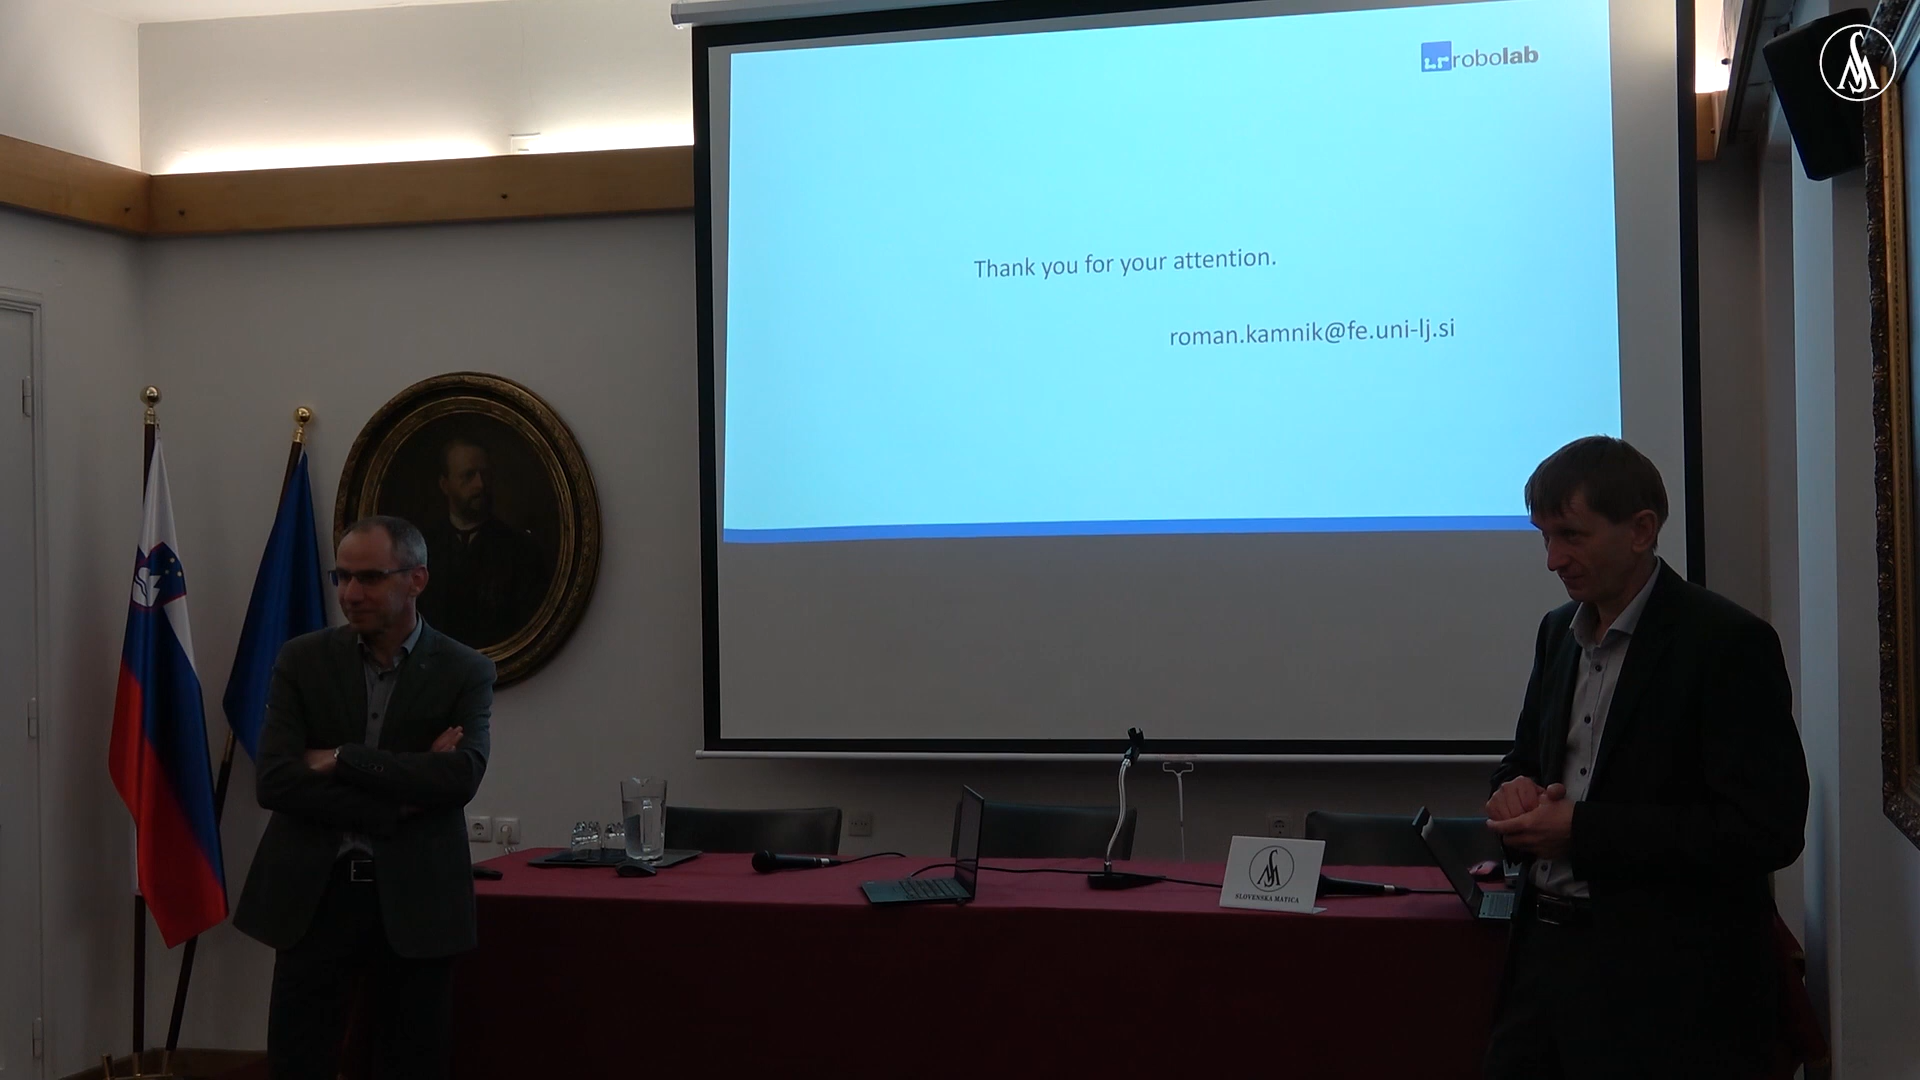 robolab
Thank you for your attention.
roman.kamnik@fe.uni-lj.si
SLOVENSKA MATICA